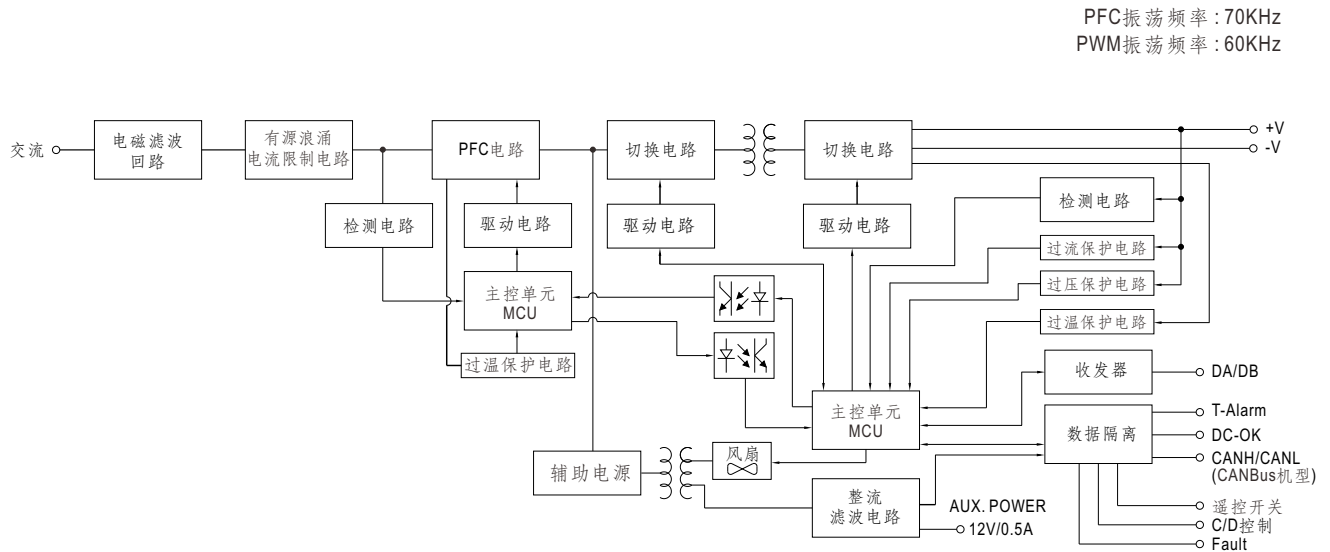 PFC振荡频率:70KHz
PWM振荡频率:60KHz
交流
电磁滤波
回路
有源浪涌
电流限制电路
PFC电路
切换电路
切换电路
+V
-V
检测电路
驱动电路
驱动电路
驱动电路
检测电路
过流保护电路
过压保护电路
过温保护电路
主控单元
MCU
过温保护电路
收发器
DA/DB
主控单元
MCU
数据隔离
T-Alarm
DC-OK
CANH/CANL
(CANBus机型)
遥控开关
C/D控制
Fault
辅助电源
风扇
整流
滤波电路
AUX. POWER
12V/0.5A